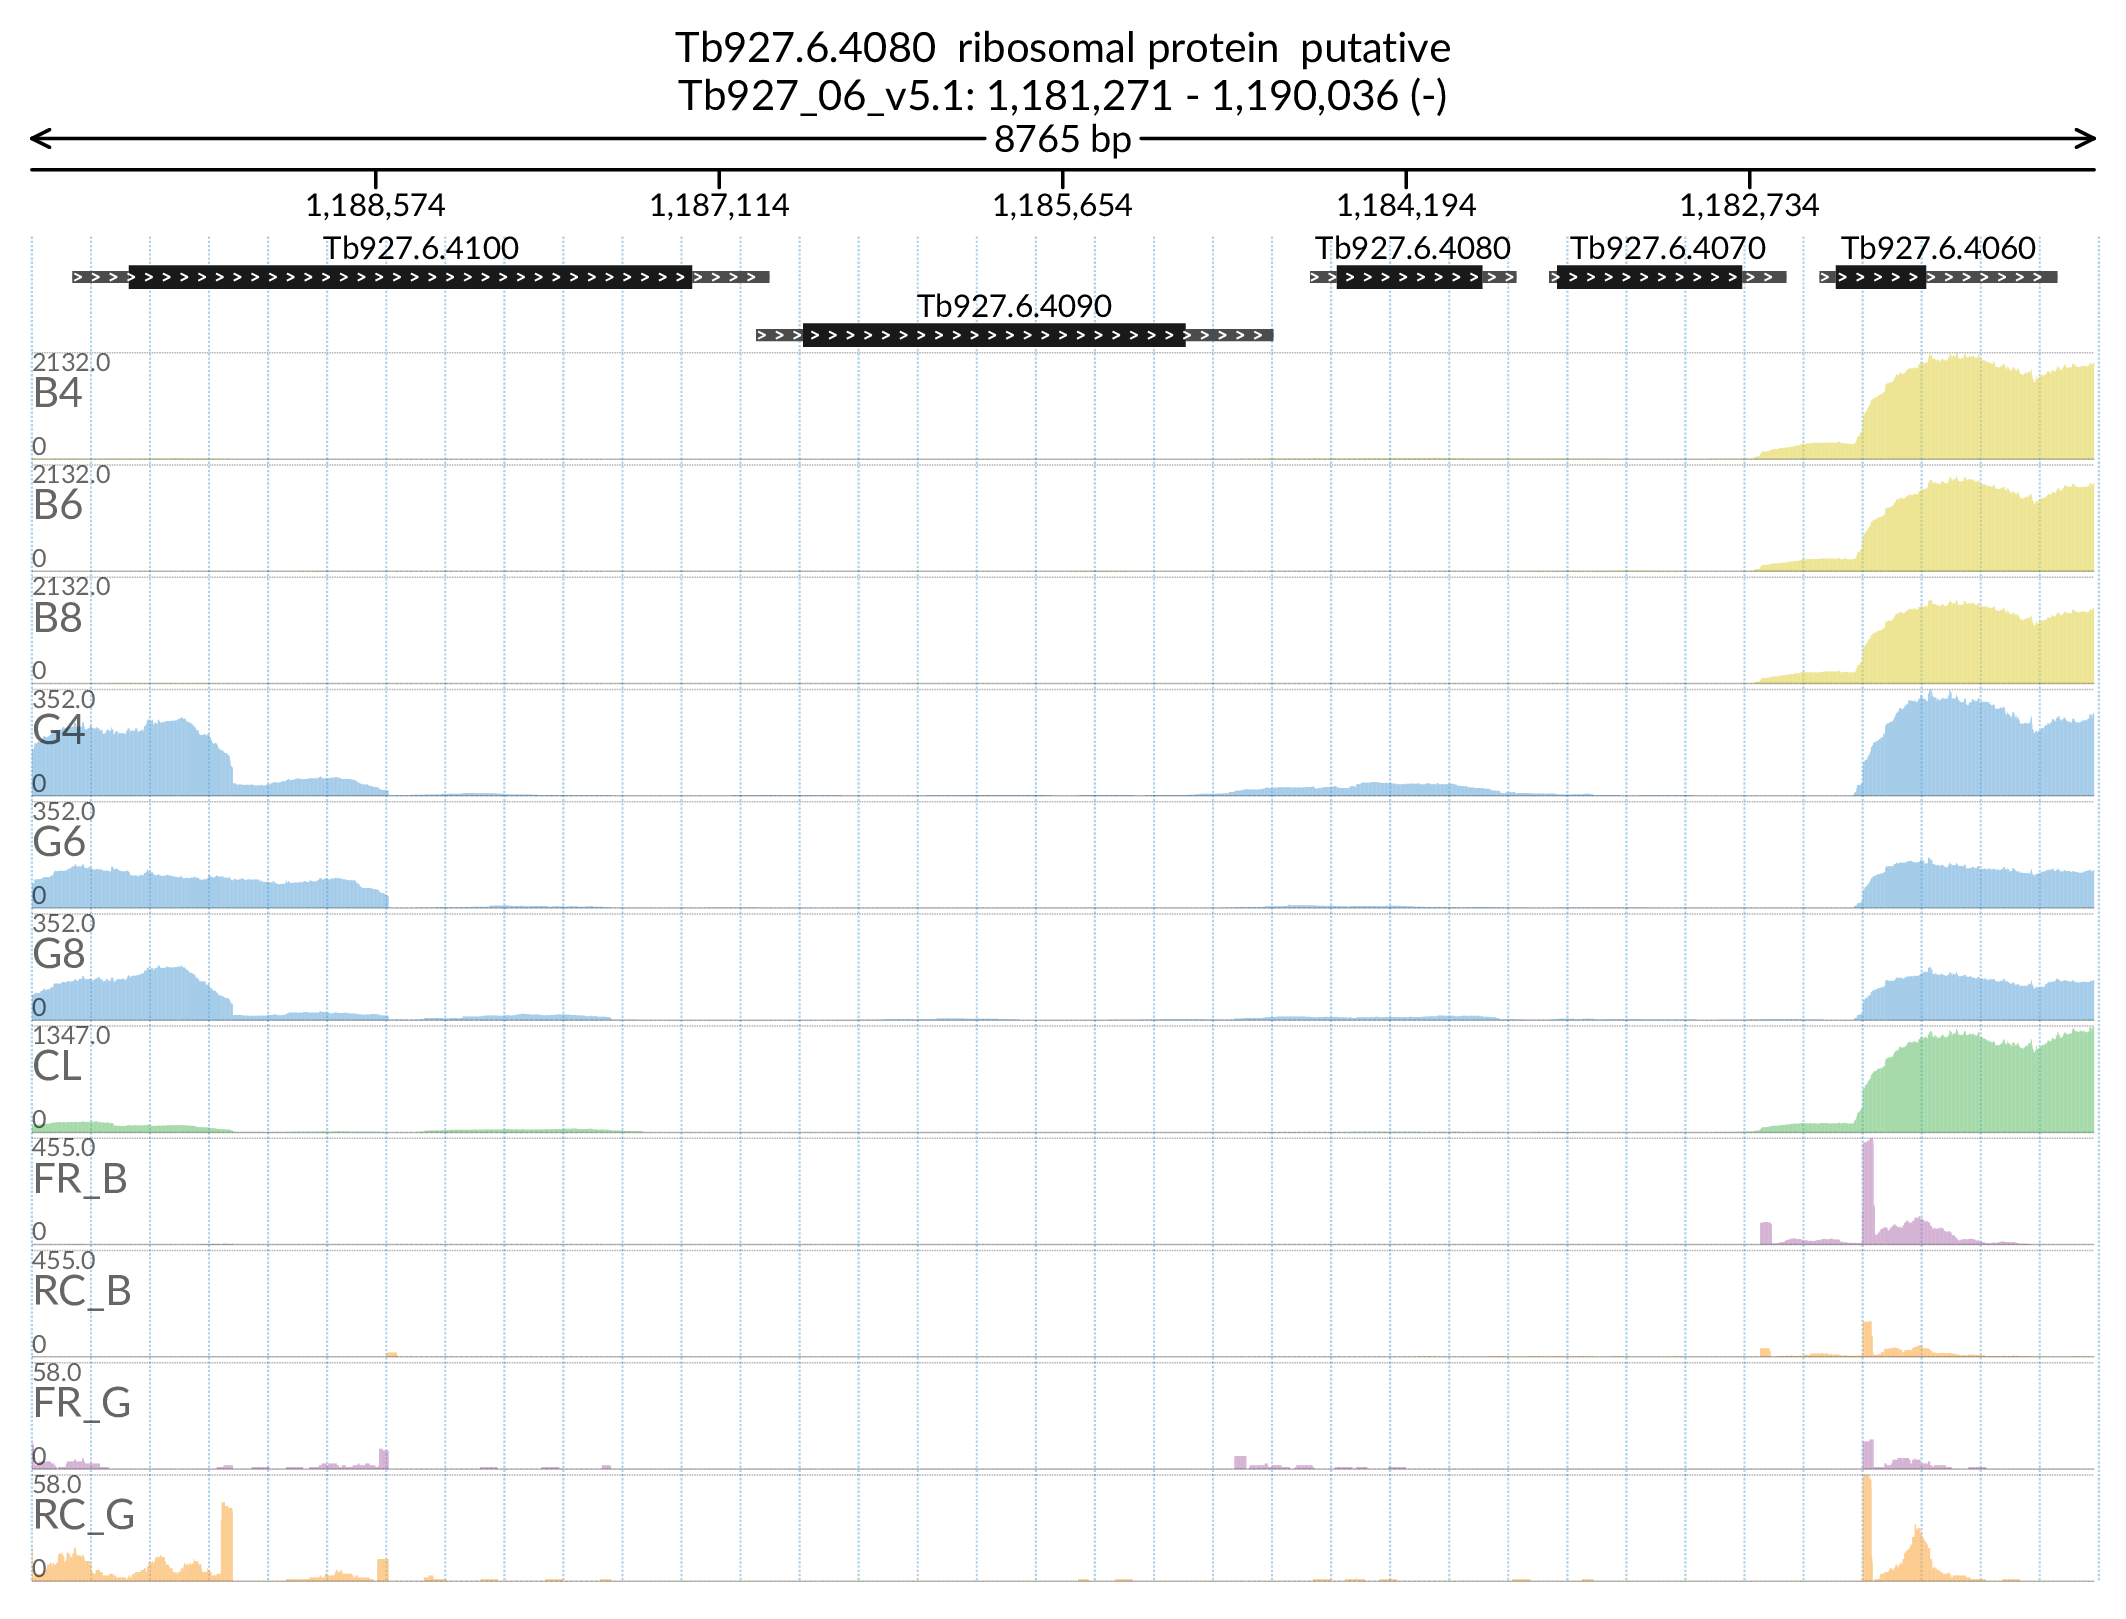 Tb927.6.4080 ribosomal protein putative
Tb927_06_v5.1: 1,181,271 - 1,190,036 (-)
8765 bp
1,188,574 1,187,114 1,185,654 1,184,194 1,182,734
Tb927.6.4100 Tb927.6.4080 Tb927.6.4070 Tb927.6.4060
Tb927.6.4090
2132.0
B4
0
2132.0
B6
0
2132.0
B8
0
352.0
G4
0
352.0
G6
0
352.0
G8
0
1347.0
CL
0
455.0
FR_B
0
455.0
RC_B
0
58.0
FR_G
0
58.0
RC_G
0